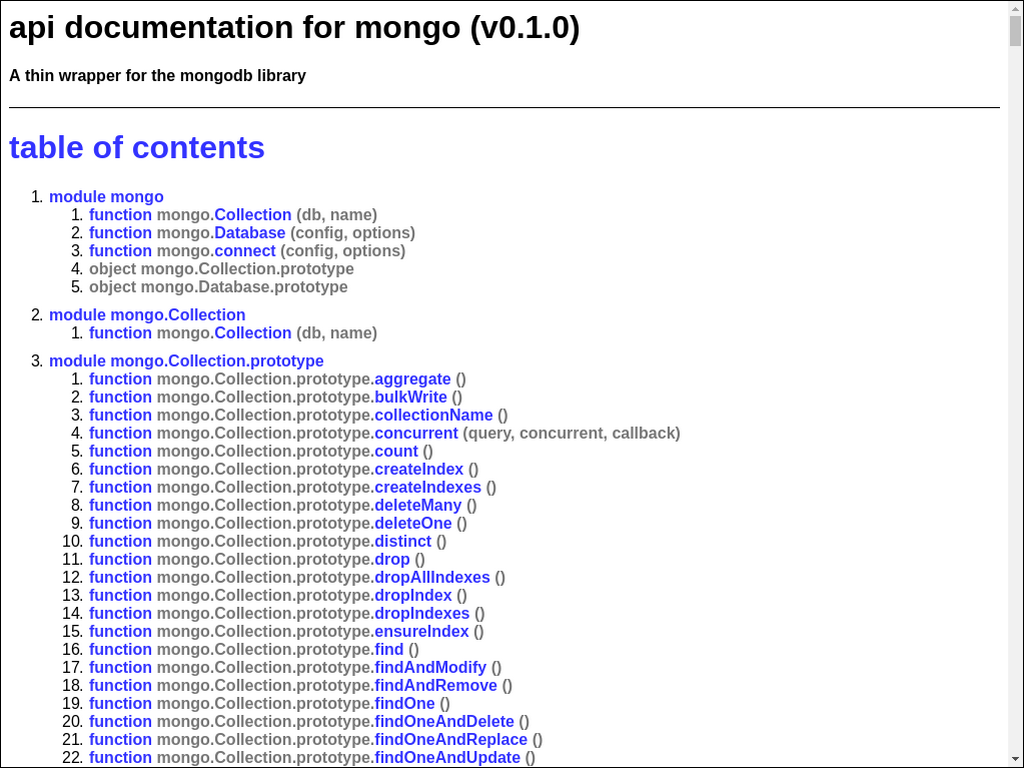 api documentation for mongo (v0.1.0)
A thin wrapper for the mongodb library
table of contents
1. module mongo
1. function mongo.Collection (db, name)
2. function mongo.Database (config, options)
3. function mongo.connect (config, options)
4. object mongo.Collection.prototype
5. object mongo.Database.prototype
2. module mongo.Collection
1. function mongo.Collection (db, name)
3. module mongo.Collection.prototype
1. function mongo.Collection.prototype.aggregate ()
2. function mongo.Collection.prototype.bulkWrite ()
3. function mongo.Collection.prototype.collectionName ()
4. function mongo.Collection.prototype.concurrent (query, concurrent, callback)
5. function mongo.Collection.prototype.count ()
6. function mongo.Collection.prototype.createIndex ()
7. function mongo.Collection.prototype.createIndexes ()
8. function mongo.Collection.prototype.deleteMany ()
9. function mongo.Collection.prototype.deleteOne ()
10. function mongo.Collection.prototype.distinct ()
11. function mongo.Collection.prototype.drop ()
12. function mongo.Collection.prototype.dropAllIndexes ()
13. function mongo.Collection.prototype.dropIndex ()
14. function mongo.Collection.prototype.dropIndexes ()
15. function mongo.Collection.prototype.ensureIndex ()
16. function mongo.Collection.prototype.find ()
17. function mongo.Collection.prototype.findAndModify ()
18. function mongo.Collection.prototype.findAndRemove ()
19. function mongo.Collection.prototype.findOne ()
20. function mongo.Collection.prototype.findOneAndDelete ()
21. function mongo.Collection.prototype.findOneAndReplace ()
22. function mongo.Collection.prototype.findOneAndUpdate ()